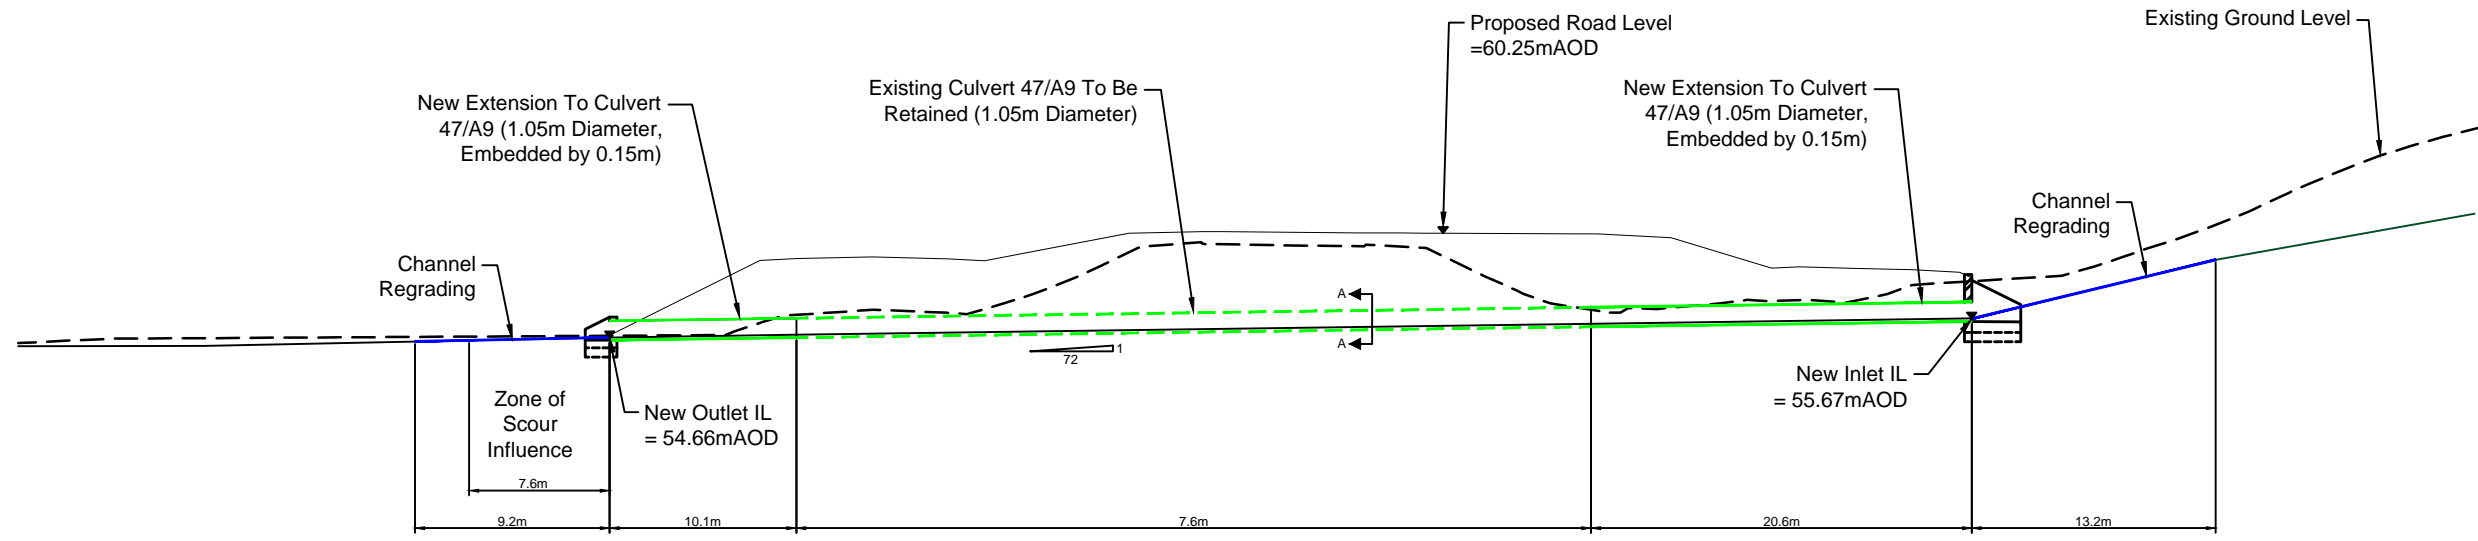 Proposed Road Level
=60.25mAOD
Existing Ground Level
New Extension To Culvert
47/A9 (1.05m Diameter,
Embedded by 0.15m)
Existing Culvert 47/A9 To Be
Retained (1.05m Diameter)
New Extension To Culvert
47/A9 (1.05m Diameter,
Embedded by 0.15m)
Channel
Regrading
Channel
Regrading
A
A
1
72
New Inlet IL
= 55.67mAOD
Zone of
Scour
Influence
New Outlet IL
= 54.66mAOD
7.6m
9.2m
10.1m
7.6m
20.6m
13.2m